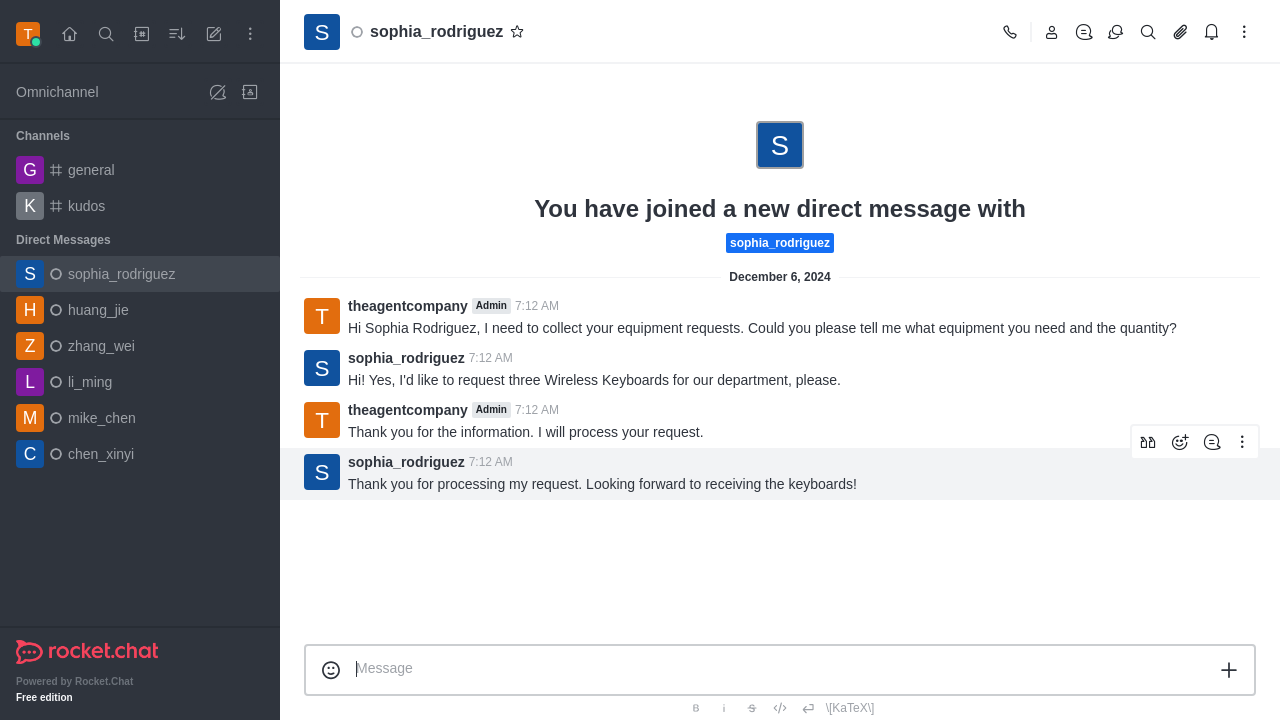 T
Omnichannel
Channels
G general
K kudos
Direct Messages
S sophia_rodriguez
H huang_jie
Z zhang_wei
L li_ming
M mike_chen
C chen_xinyi
rocket.chat
Powered by Rocket.Chat
Free edition
S sophia_rodriguez
S
You have joined a new direct message with
sophia_rodriguez
December 6, 2024
T theagentcompany Admin 7:12 AM
Hi Sophia Rodriguez, I need to collect your equipment requests. Could you please tell me what equipment you need and the quantity?
S sophia_rodriguez 7:12 AM
Hi! Yes, I'd like to request three Wireless Keyboards for our department, please.
T theagentcompany Admin 7:12 AM
Thank you for the information. I will process your request.
S sophia_rodriguez 7:12 AM
Thank you for processing my request. Looking forward to receiving the keyboards!
Message
B i S \[KaTeX\]